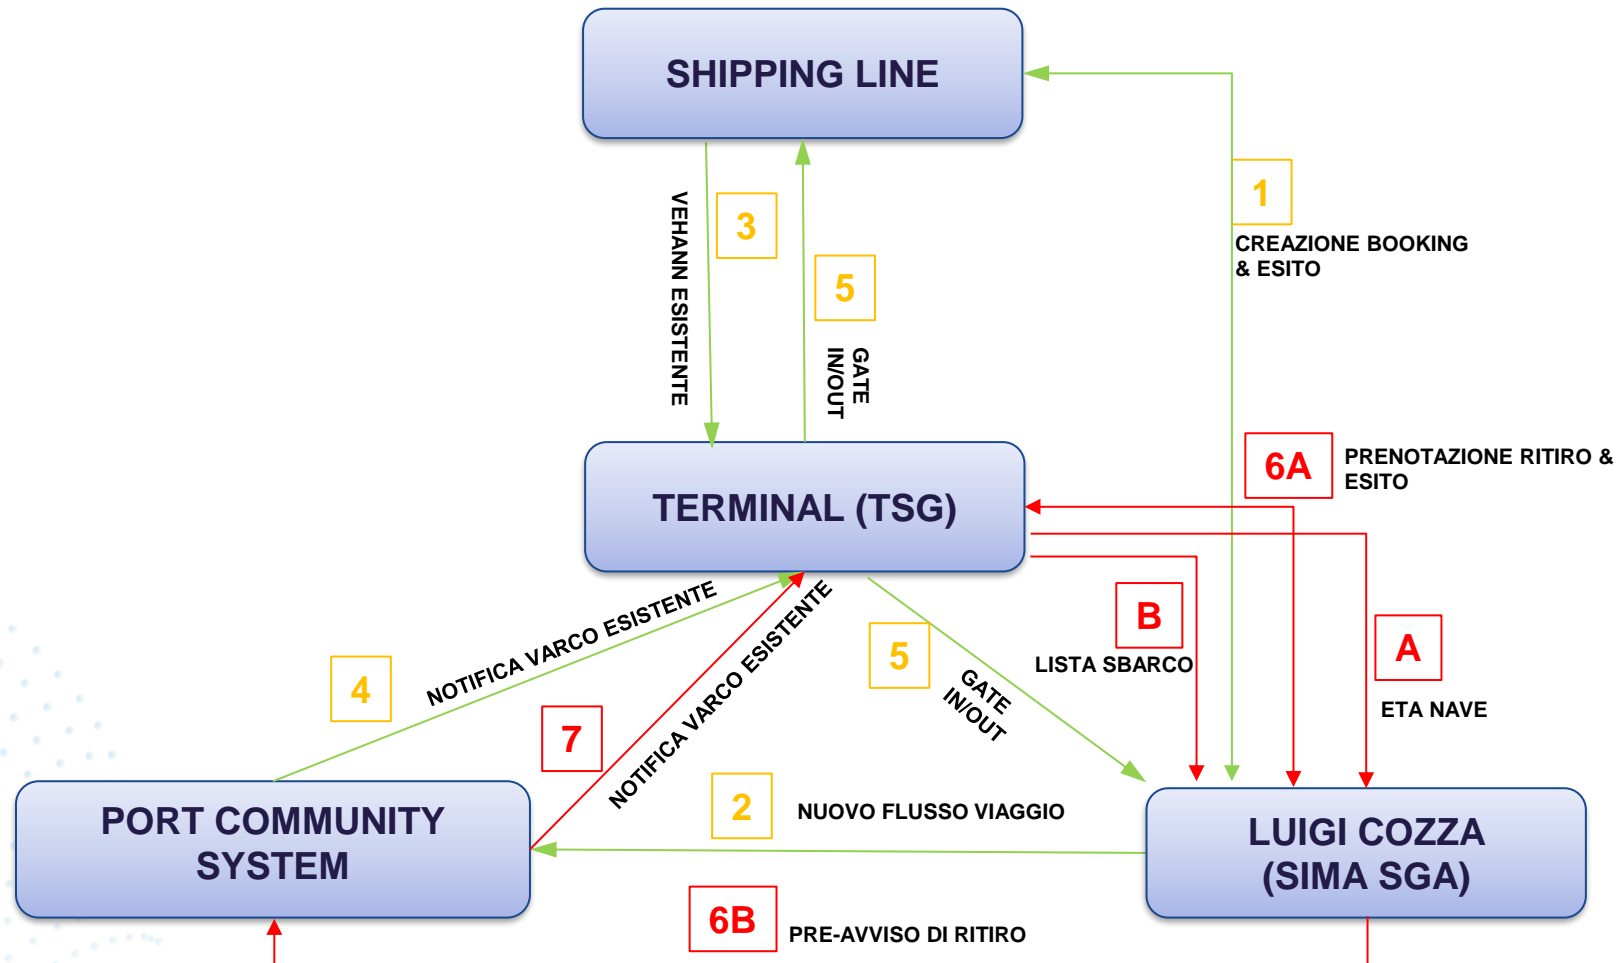 SHIPPING LINE
1
CREAZIONE BOOKING
& ESITO
3
VEHANN ESISTENTE
5
GATE
IN/OUT
6A
PRENOTAZIONE RITIRO &
ESITO
TERMINAL (TSG)
B
LISTA SBARCO
A
ETA NAVE
4
NOTIFICA VARCO ESISTENTE
7
NOTIFICA VARCO ESISTENTE
5
GATE
IN/OUT
2
NUOVO FLUSSO VIAGGIO
PORT COMMUNITY
SYSTEM
LUIGI COZZA
(SIMA SGA)
6B
PRE-AVVISO DI RITIRO